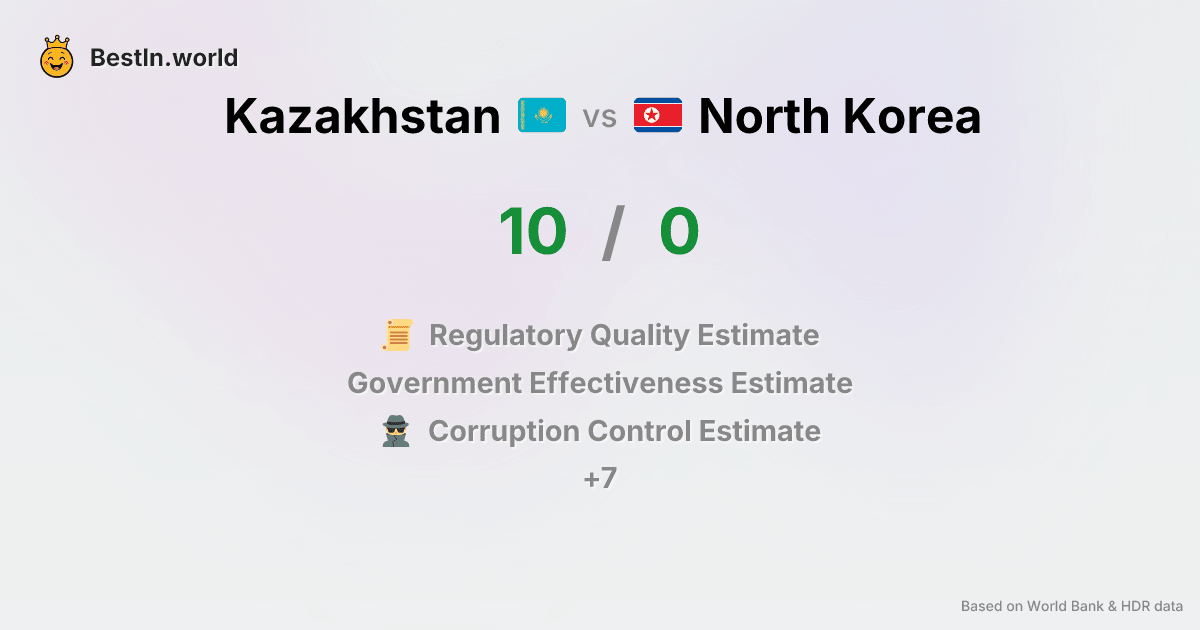 BestIn.world
Kazakhstan vs North Korea
10 / 0
Regulatory Quality Estimate
Government Effectiveness Estimate
Corruption Control Estimate
+7
Based on World Bank & HDR data